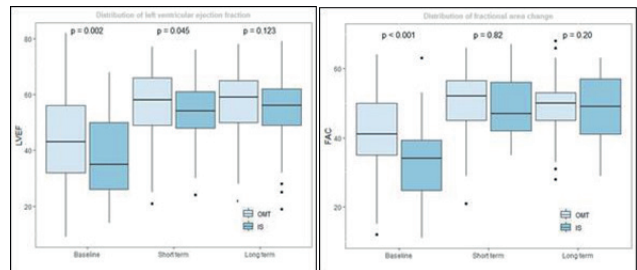 Distribution of left ventricular ejection fraction
p = 0.002
p = 0.045
p = 0.123
80
60
40
20
0
LVEF
OMT
IS
Baseline
Short term
Long term
Distribution of fractional area change
p < 0.001
p = 0.82
p = 0.20
60
40
20
FAC
OMT
IS
Baseline
Short term
Long term